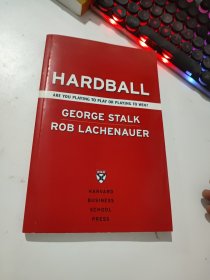 HARDBALL
ARE YOU PLAYING TO PLAY OR PLAYING TO WIN?
GEORGE STALK
ROB LACHENAUER
HARVARD
BUSINESS
SCHOOL
PRESS